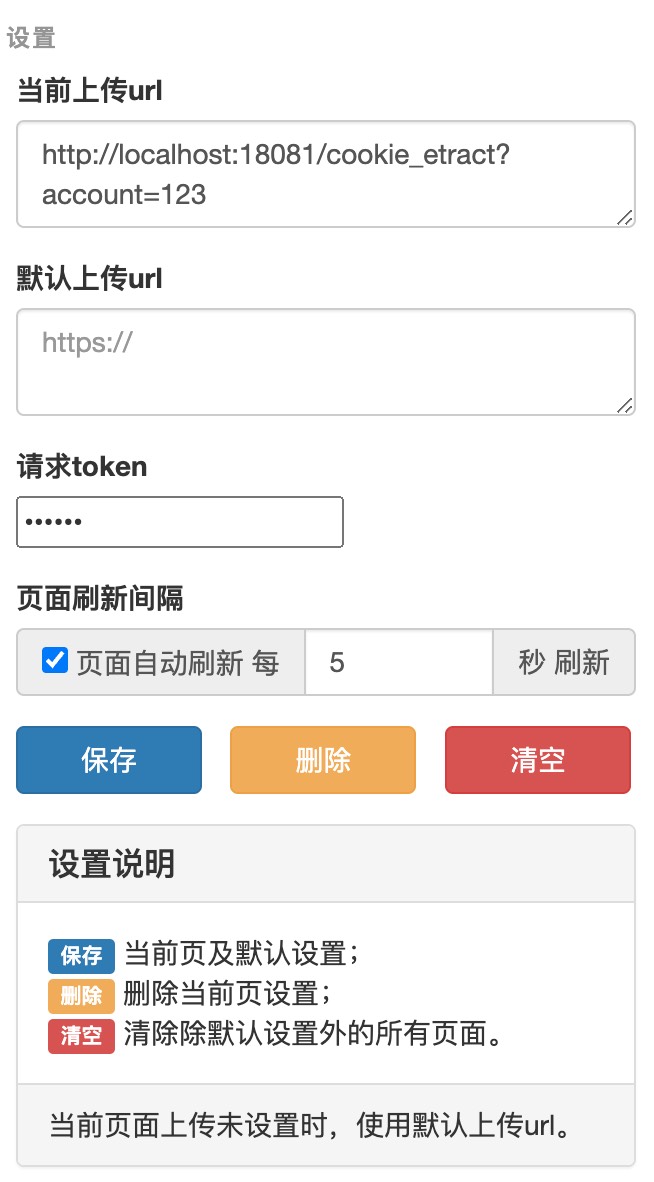 设置
当前上传url
http://localhost:18081/cookie_etract?
account=123
默认上传url
https://
请求token
••••••
页面刷新间隔
页面自动刷新 每 5 秒 刷新
保存 删除 清空
设置说明
保存 当前页及默认设置；
删除 删除当前页设置；
清空 清除除默认设置外的所有页面。
当前页面上传未设置时，使用默认上传url。